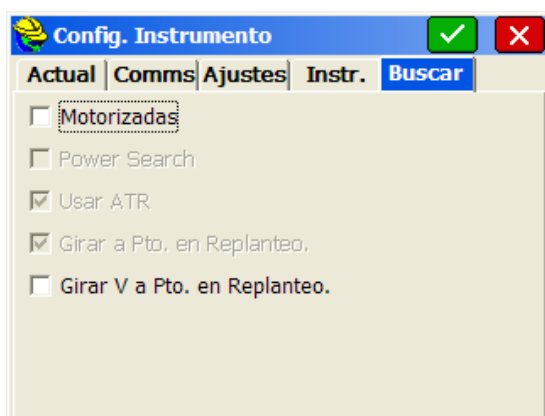 Config. Instrumento
Actual Comms Ajustes Instr. Buscar
Motorizadas
Power Search
Usar ATR
Girar a Pto. en Replanteo.
Girar V a Pto. en Replanteo.